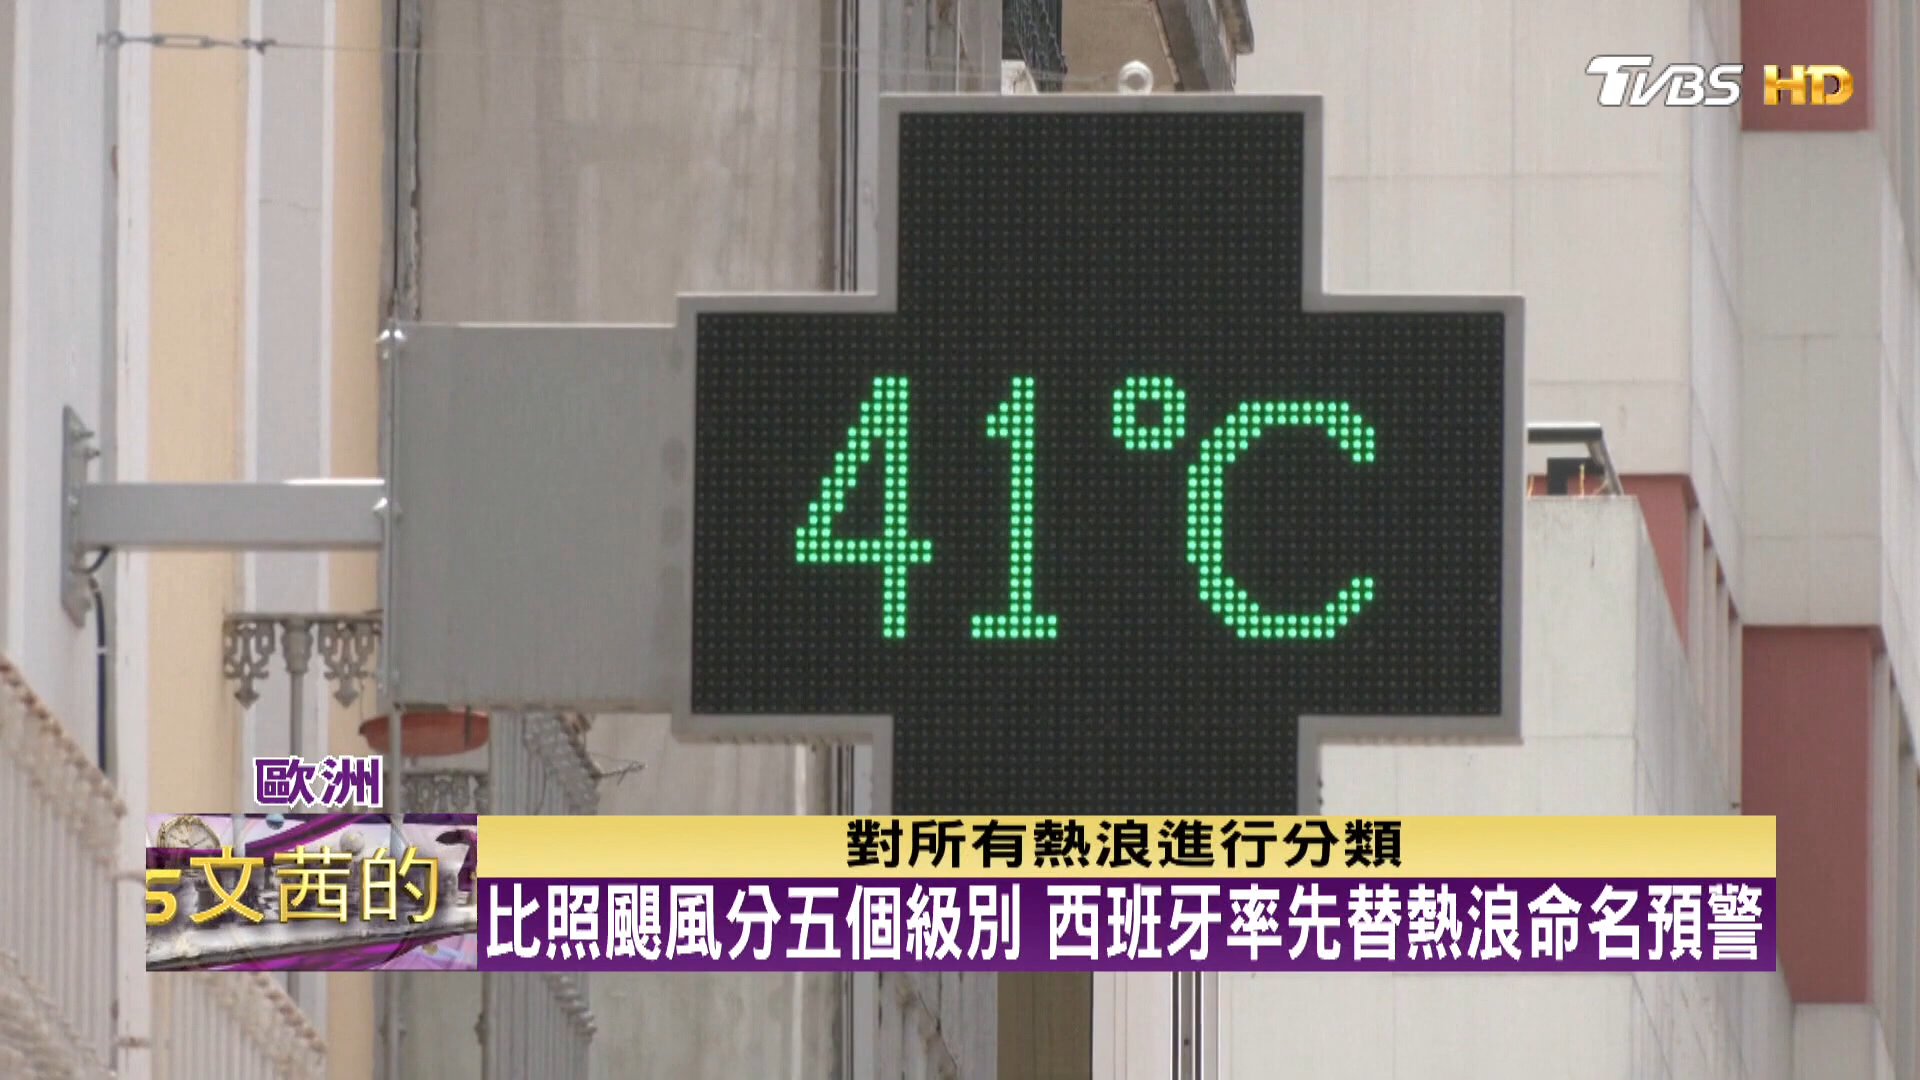 TVBS HD
41°C
歐洲
S文茜的
對所有熱浪進行分類
比照颶風分五個級別 西班牙率先替熱浪命名預警